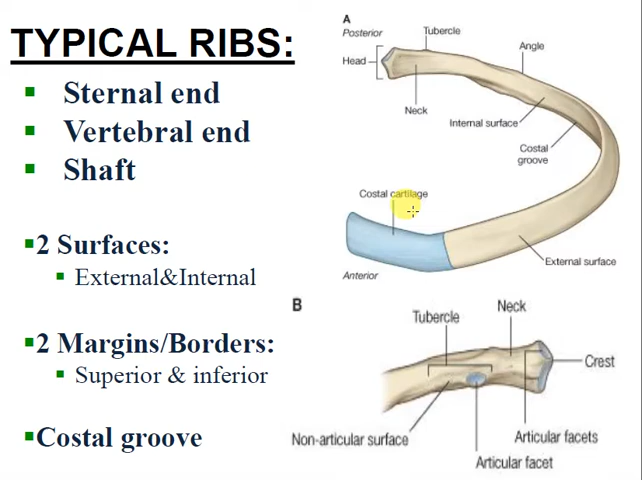 TYPICAL RIBS:
▪ Sternal end
▪ Vertebral end
▪ Shaft
▪2 Surfaces:
▪ External&Internal
▪2 Margins/Borders:
▪ Superior & inferior
▪Costal groove
A
Posterior
Tubercle
Head
Angle
Neck
Internal surface
Costal
groove
Costal cartilage
External surface
Anterior
B
Neck
Tubercle
Crest
Non-articular surface
Articular facets
Articular facet